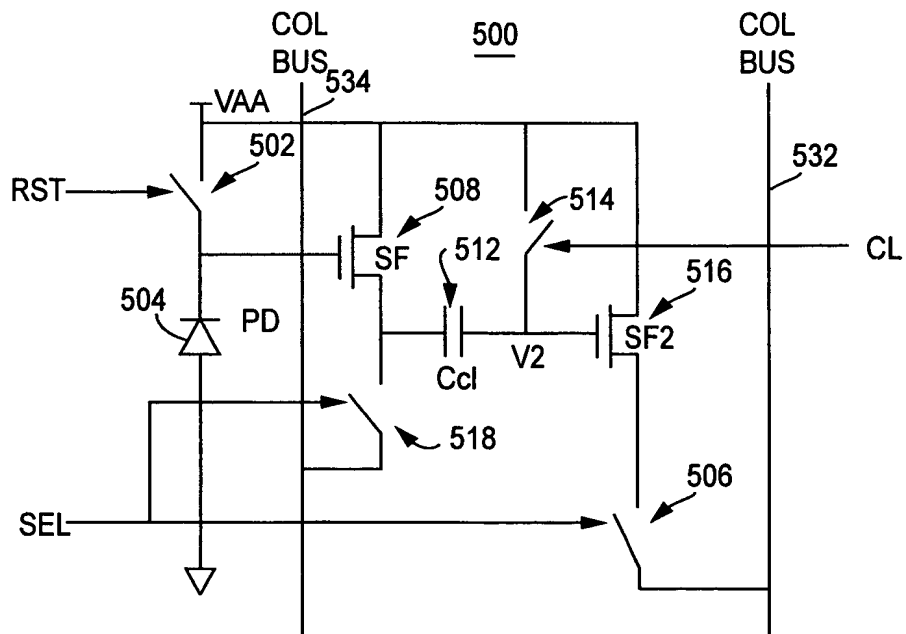 COL
BUS
500
COL
BUS
534
VAA
502
532
RST
508
514
SF
512
CL
516
504
PD
SF2
V2
Ccl
518
506
SEL